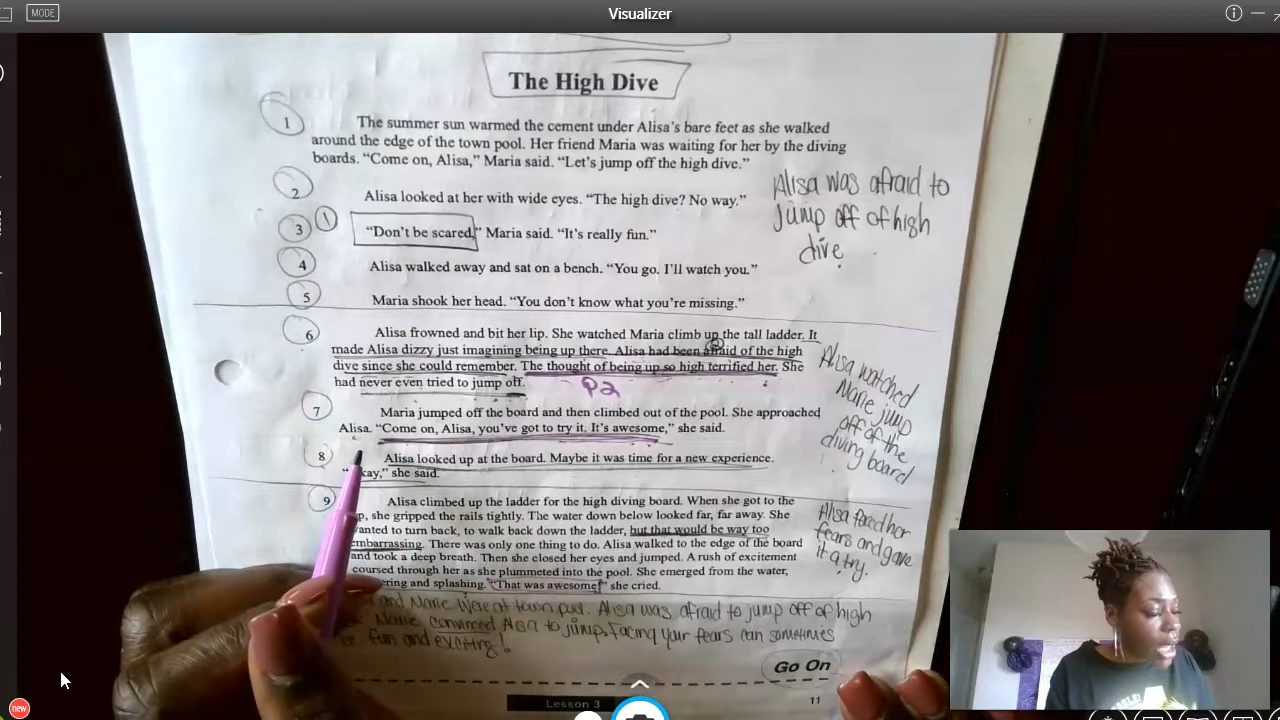 MODE
Visualizer
The High Dive
1
The summer sun warmed the cement under Alisa's bare feet as she walked
around the edge of the town pool. Her friend Maria was waiting for her by the diving
boards. "Come on, Alisa," Maria said. "Let's jump off the high dive."
2
Alisa looked at her with wide eyes. "The high dive? No way."
3 1
"Don't be scared," Maria said. "It's really fun."
4
Alisa walked away and sat on a bench. "You go. I'll watch you."
5
Maria shook her head. "You don't know what you're missing."
Alisa was afraid to
jump off of high
dive.
6
Alisa frowned and bit her lip. She watched Maria climb up the tall ladder. It
made Alisa dizzy just imagining being up there. Alisa had been afraid of the high
dive since she could remember. The thought of being up so high terrified her. She
had never even tried to jump off.
P2
7
Maria jumped off the board and then climbed out of the pool. She approached
Alisa. "Come on, Alisa, you've got to try it. It's awesome," she said.
8
Alisa looked up at the board. Maybe it was time for a new experience.
she said.
Alisa watched
Marie jump
off of the
diving board
9
Alisa climbed up the ladder for the high diving board. When she got to the
she gripped the rails tightly. The water down below looked far, far away. She
wanted to turn back, to walk back down the ladder, but that would be way too
embarrassing. There was only one thing to do. Alisa walked to the edge of the board
and took a deep breath. Then she closed her eyes and jumped. A rush of excitement
coursed through her as she plummeted into the pool. She emerged from the water,
and splashing. "That was awesome!" she cried.
Alisa faced her
fears and gave
it a try.
and Marie were at town pool. Alisa was afraid to jump off of high
Marie convinced Alisa to jump. Facing your fears can sometimes
fun and exciting!
Go On
Lesson 3
11
new